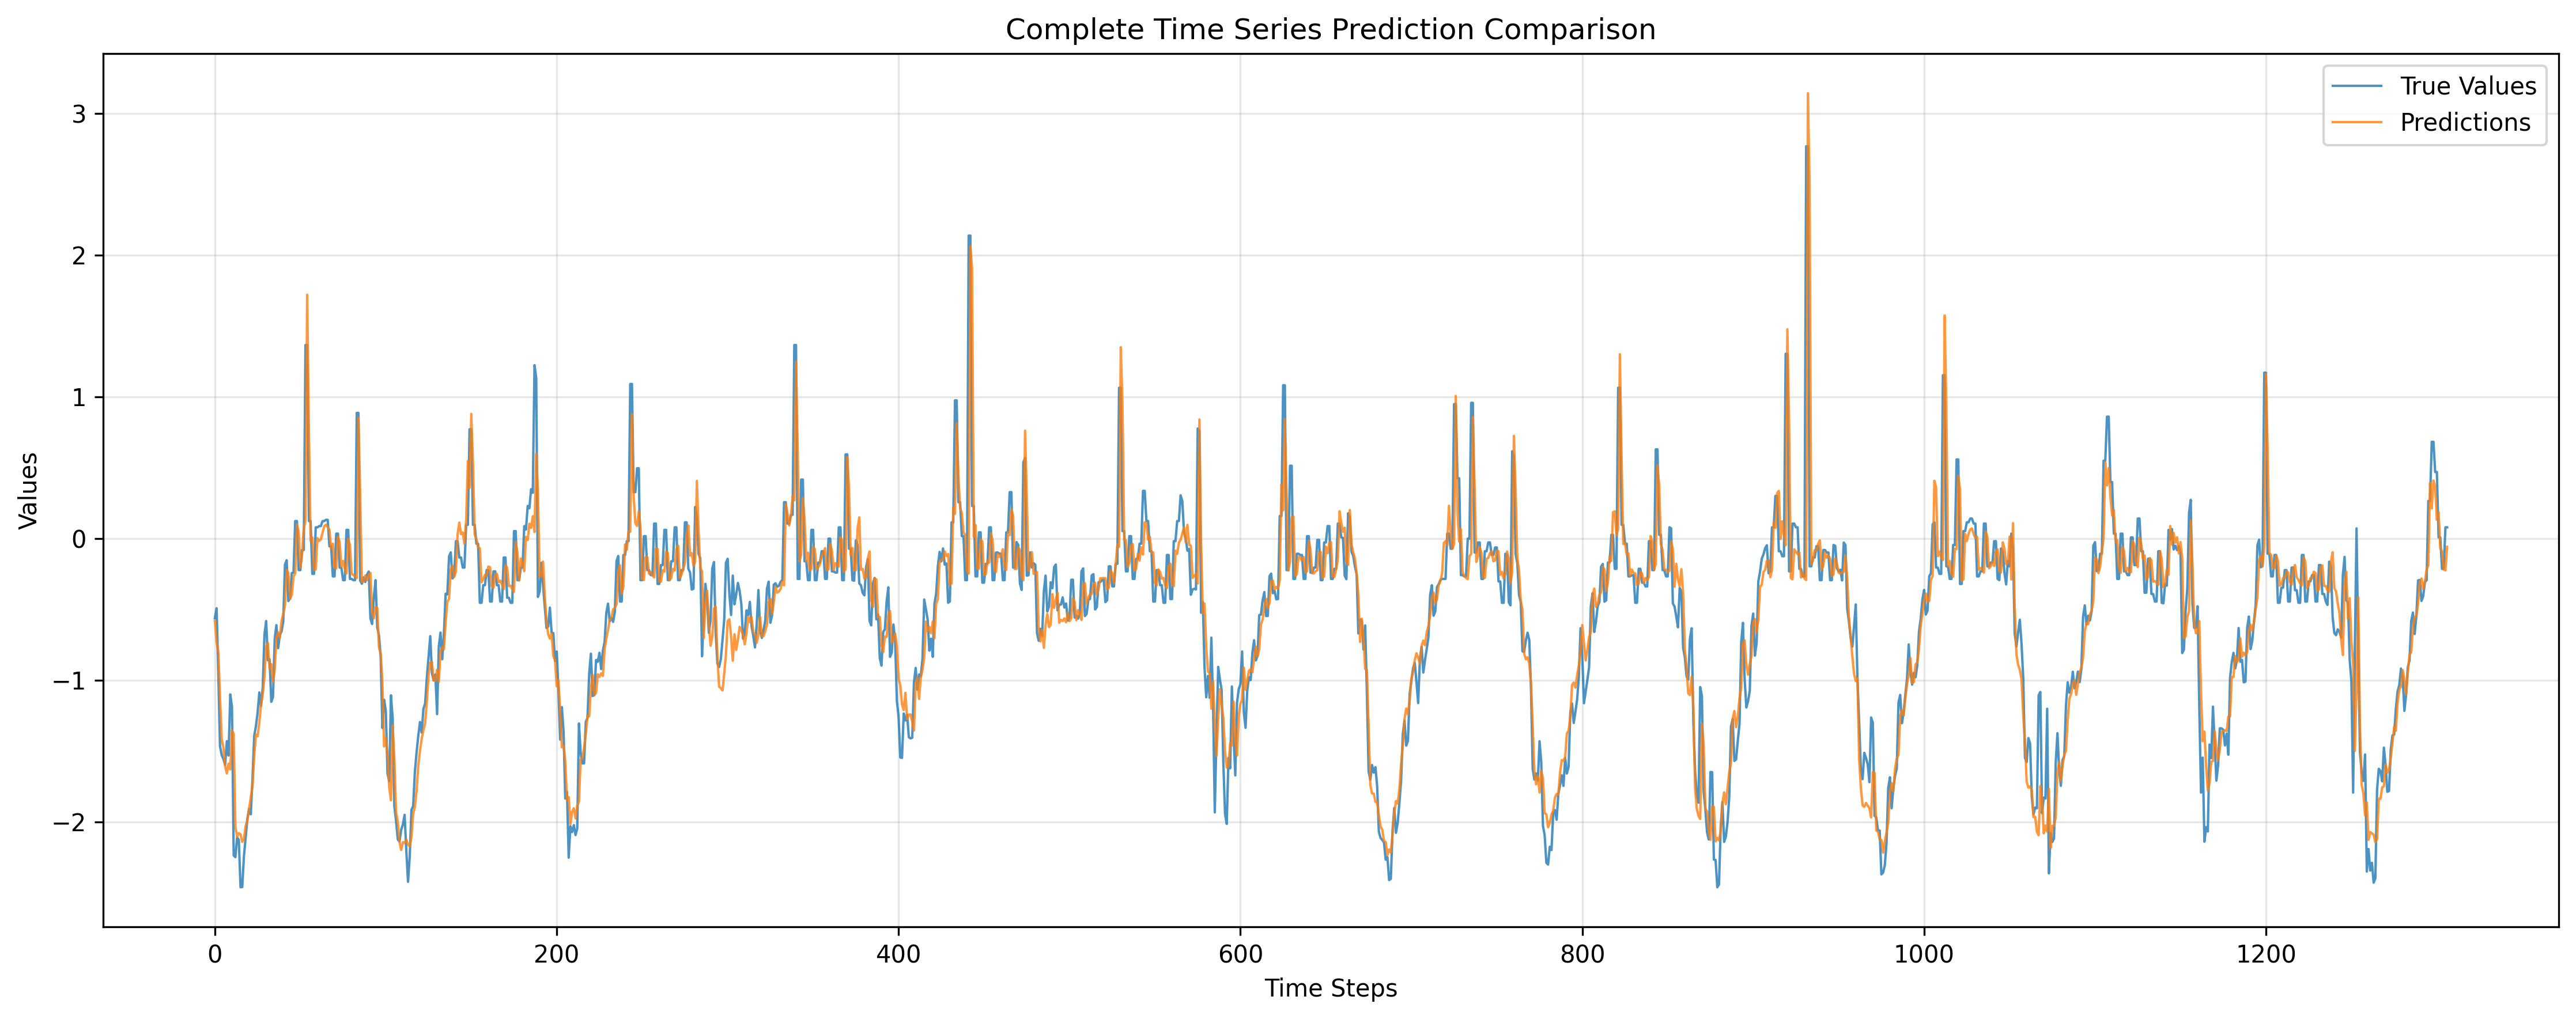 Complete Time Series Prediction Comparison
True Values
Predictions
3
2
1
0
−1
−2
Values
0
200
400
600
800
1000
1200
Time Steps